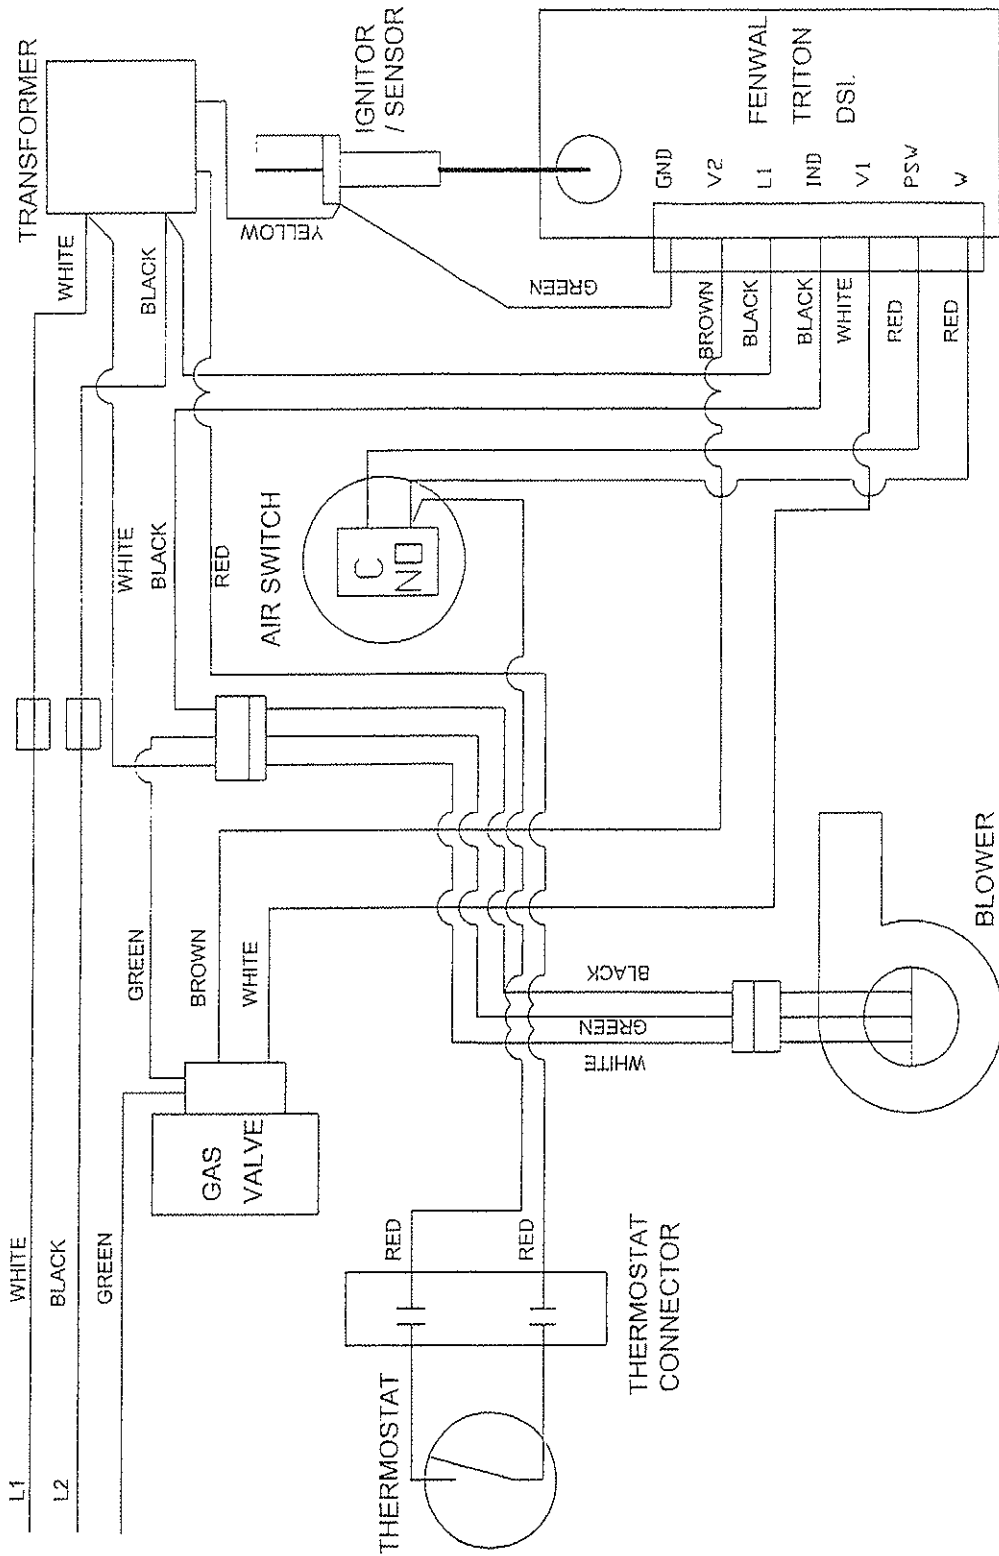 L1
WHITE
L2
BLACK
GREEN
WHITE
BLACK
TRANSFORMER
WHITE
BLACK
RED
YELLOW
IGNITOR
/ SENSOR
GREEN
AIR SWITCH
C
NO
GREEN
BROWN
WHITE
GAS
VALVE
FENWAL
TRITON
DSI.
GND
V2
L1
IND
V1
PSW
W
BROWN
BLACK
BLACK
WHITE
RED
RED
THERMOSTAT
RED
RED
THERMOSTAT
CONNECTOR
BLACK
GREEN
WHITE
BLOWER